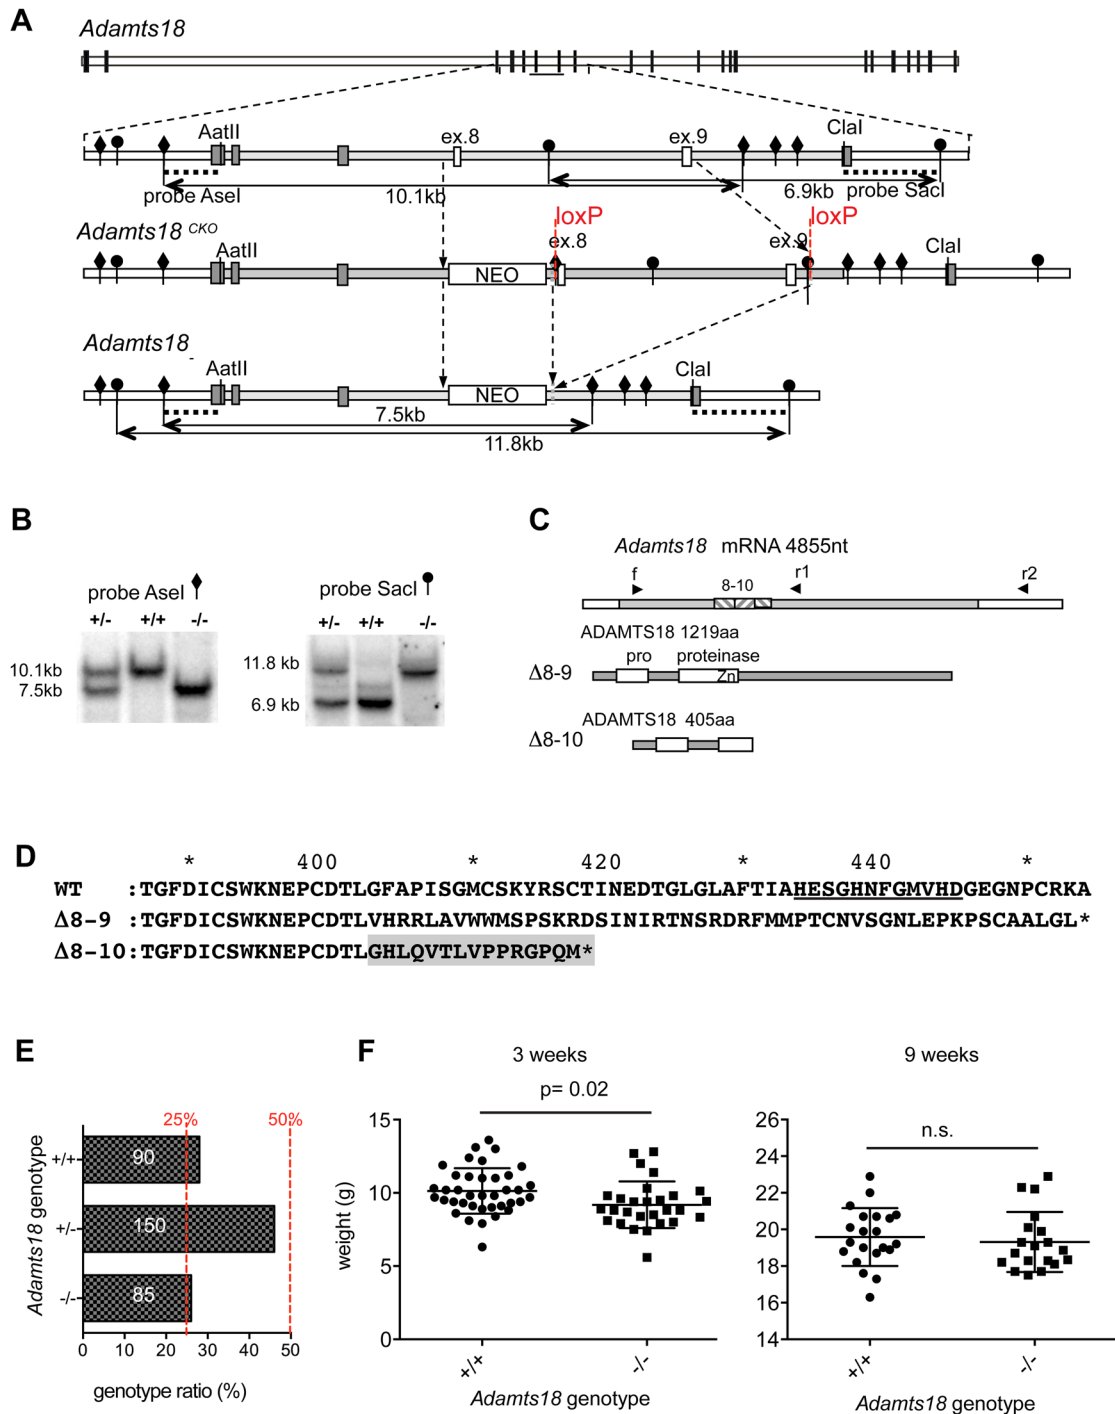 A
Adamts18
AatII
ex.8
ex.9
ClaI
probe AseI
10.1kb
6.9kb
probe SacI
Adamts18 CKO
loxP
loxP
AatII
ex.8
ex.9
ClaI
NEO
Adamts18 -
AatII
ClaI
NEO
7.5kb
11.8kb
B
probe AseI
+/- +/+ -/-
10.1kb
7.5kb
probe SacI
+/- +/+ -/-
11.8 kb
6.9 kb
C
Adamts18 mRNA 4855nt
f
8-10
r1
r2
ADAMTS18 1219aa
pro proteinase
Δ8-9
Zn
ADAMTS18 405aa
Δ8-10
D
* 400 * 420 * 440 *
WT :TGFDICSWKNEPCDTLGFAPISGMCSKYRSCTINEDTGLGLAFTIAHESGHNFGMVHDGEGNPCRKA
Δ8-9 :TGFDICSWKNEPCDTLVHRRLAVWWMSPSKRDSINIRTNSRDRFMMPTCNVSGNLEPKPSCAALGL*
Δ8-10:TGFDICSWKNEPCDTLGHLQVTLVPPRGPQM*
E
25% 50%
Adamts18 genotype
+/+ 90
+/- 150
-/- 85
0 10 20 30 40 50
genotype ratio (%)
F
3 weeks
p= 0.02
weight (g)
15
10
5
0
+/+ -/-
Adamts18 genotype
9 weeks
n.s.
26
24
22
20
18
16
14
+/+ -/-
Adamts18 genotype